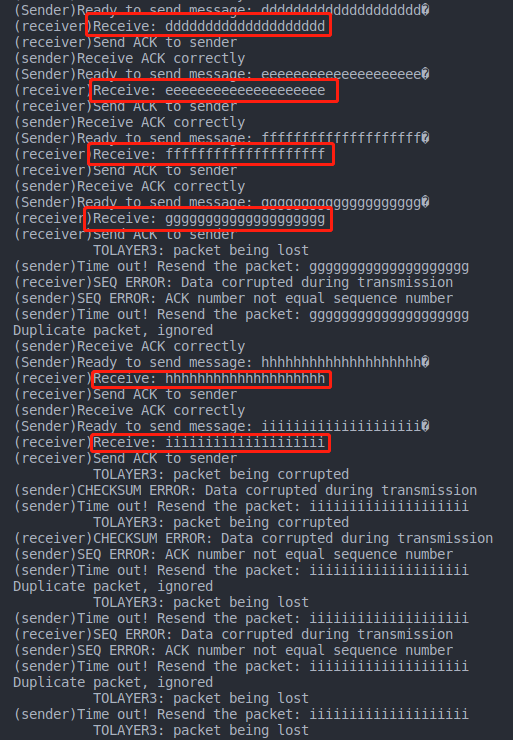 (Sender)Ready to send message: dddddddddddddddddddd�
(receiver)Receive: dddddddddddddddddddd
(receiver)Send ACK to sender
(sender)Receive ACK correctly
(Sender)Ready to send message: eeeeeeeeeeeeeeeeeeee�
(receiver)Receive: eeeeeeeeeeeeeeeeeeee
(receiver)Send ACK to sender
(sender)Receive ACK correctly
(Sender)Ready to send message: ffffffffffffffffffff�
(receiver)Receive: ffffffffffffffffffff
(receiver)Send ACK to sender
(sender)Receive ACK correctly
(Sender)Ready to send message: gggggggggggggggggggg�
(receiver)Receive: gggggggggggggggggggg
(receiver)Send ACK to sender
TOLAYER3: packet being lost
(sender)Time out! Resend the packet: gggggggggggggggggggg
(receiver)SEQ ERROR: Data corrupted during transmission
(sender)SEQ ERROR: ACK number not equal sequence number
(sender)Time out! Resend the packet: gggggggggggggggggggg
Duplicate packet, ignored
(sender)Receive ACK correctly
(Sender)Ready to send message: hhhhhhhhhhhhhhhhhhhh�
(receiver)Receive: hhhhhhhhhhhhhhhhhhhh
(receiver)Send ACK to sender
(sender)Receive ACK correctly
(Sender)Ready to send message: iiiiiiiiiiiiiiiiiiii�
(receiver)Receive: iiiiiiiiiiiiiiiiiiii
(receiver)Send ACK to sender
TOLAYER3: packet being corrupted
(sender)CHECKSUM ERROR: Data corrupted during transmission
(sender)Time out! Resend the packet: iiiiiiiiiiiiiiiiiiii
TOLAYER3: packet being corrupted
(receiver)CHECKSUM ERROR: Data corrupted during transmission
(sender)SEQ ERROR: ACK number not equal sequence number
(sender)Time out! Resend the packet: iiiiiiiiiiiiiiiiiiii
Duplicate packet, ignored
TOLAYER3: packet being lost
(sender)Time out! Resend the packet: iiiiiiiiiiiiiiiiiiii
(receiver)SEQ ERROR: Data corrupted during transmission
(sender)SEQ ERROR: ACK number not equal sequence number
(sender)Time out! Resend the packet: iiiiiiiiiiiiiiiiiiii
Duplicate packet, ignored
TOLAYER3: packet being lost
(sender)Time out! Resend the packet: iiiiiiiiiiiiiiiiiiii
TOLAYER3: packet being lost